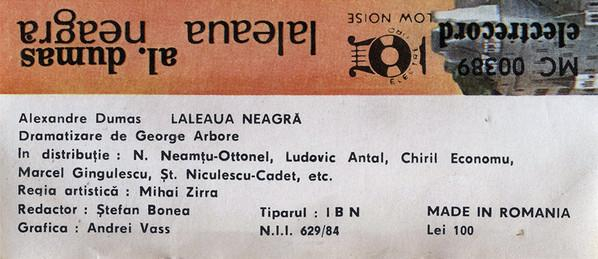 MC 00389
electrecord
LOW NOISE
al. dumas
laleaua neagra
Alexandre Dumas LALEAUA NEAGRĂ
Dramatizare de George Arbore
In distribuție : N. Neamțu-Ottonel, Ludovic Antal, Chiril Economu,
Marcel Gingulescu, Șt. Niculescu-Cadet, etc.
Regia artistică : Mihai Zirra
Redactor : Ștefan Bonea Tiparul : I B N MADE IN ROMANIA
Grafica : Andrei Vass N.I.I. 629/84 Lei 100